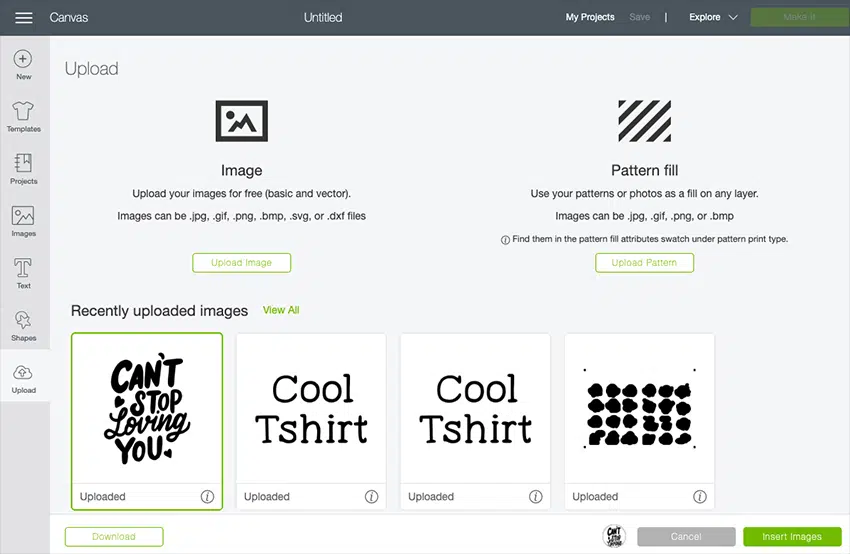 Canvas
Untitled
My Projects Save | Explore
Make It
New
Templates
Projects
Images
Text
Shapes
Upload
Upload
Image
Upload your images for free (basic and vector).
Images can be .jpg, .gif, .png, .bmp, .svg, or .dxf files
Upload Image
Pattern fill
Use your patterns or photos as a fill on any layer.
Images can be .jpg, .gif, .png, or .bmp
Find them in the pattern fill attributes swatch under pattern print type.
Upload Pattern
Recently uploaded images View All
CAN'T
STOP
Loving
YOU
Uploaded
Cool
Tshirt
Uploaded
Cool
Tshirt
Uploaded
Uploaded
Download
CAN'T
STOP
Loving
Cancel
Insert Images